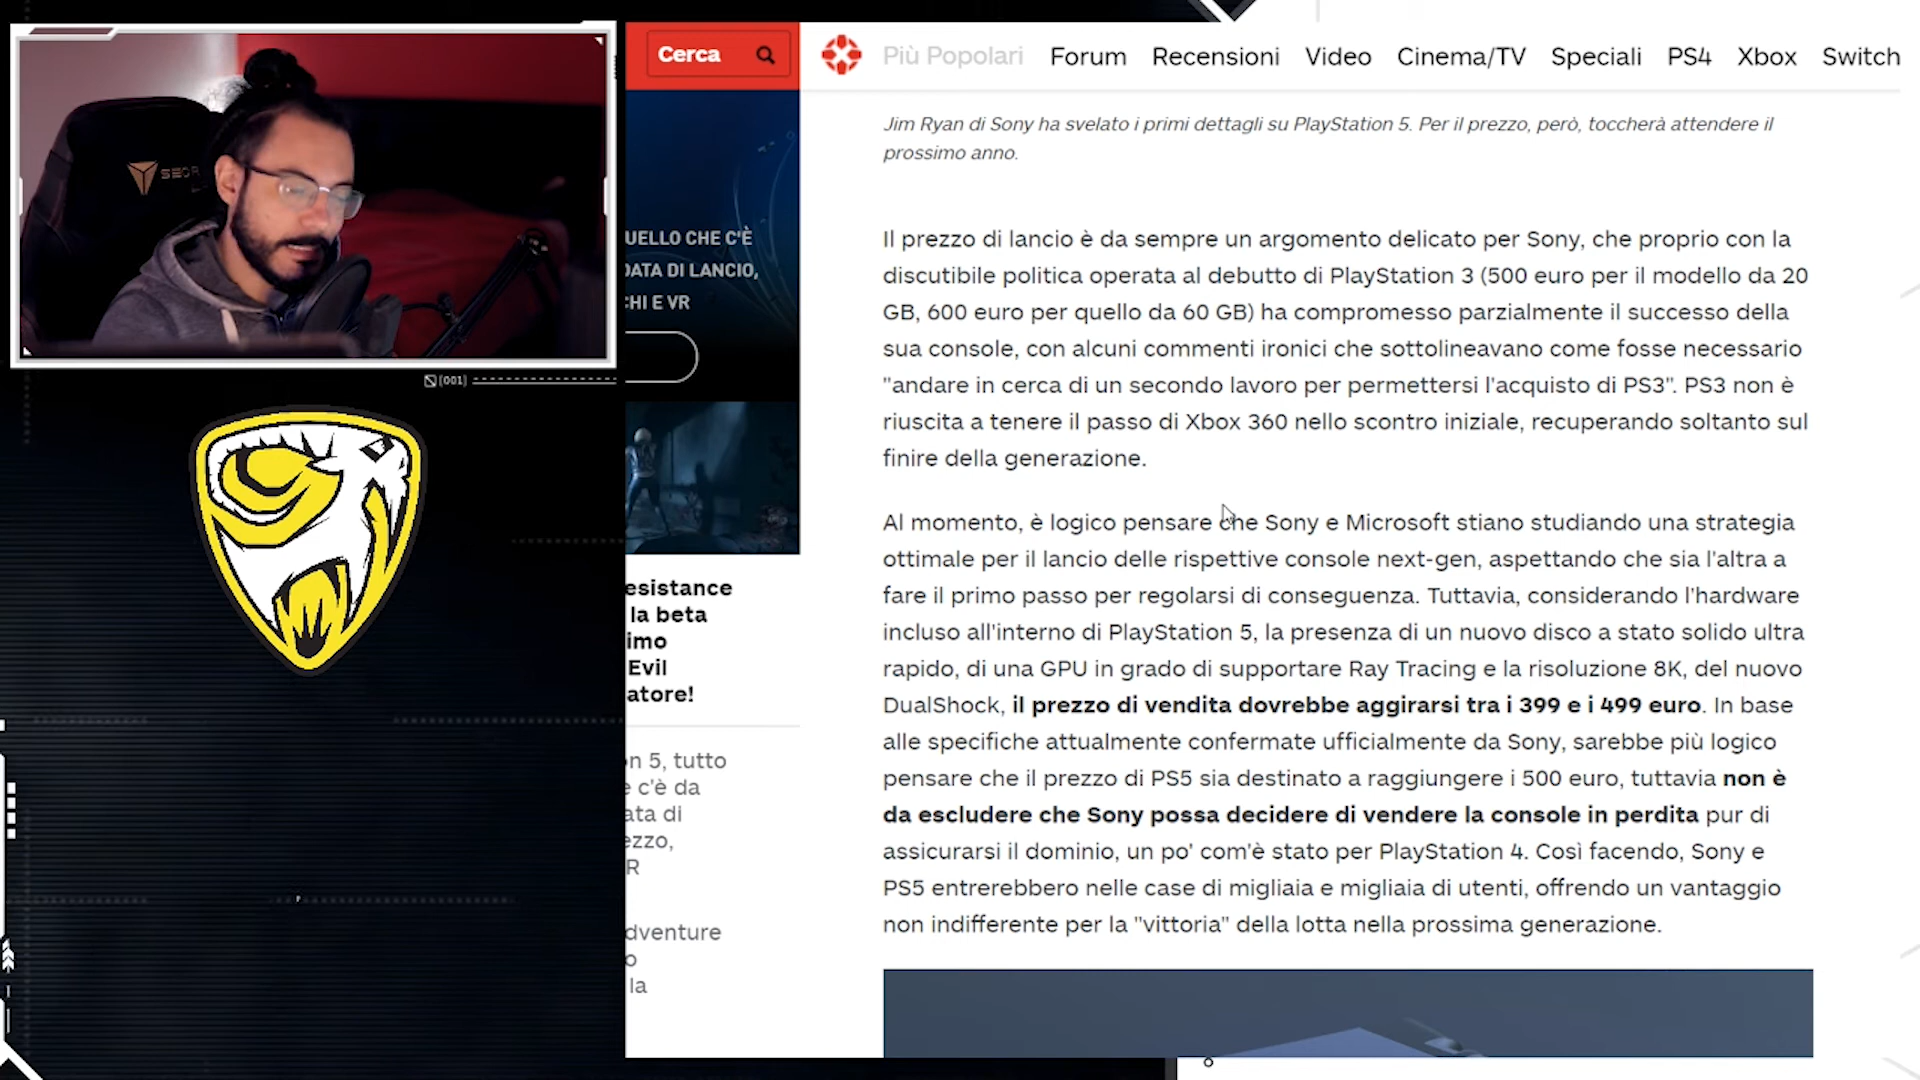 Cerca
Più Popolari
Forum
Recensioni
Video
Cinema/TV
Speciali
PS4
Xbox
Switch
[001]
UELLO CHE C'È
DATA DI LANCIO,
CHI E VR
esistance
la beta
imo
Evil
atore!
on 5, tutto
e c'è da
ata di
ezzo,
R
dventure
o
la
Jim Ryan di Sony ha svelato i primi dettagli su PlayStation 5. Per il prezzo, però, toccherà attendere il
prossimo anno.
Il prezzo di lancio è da sempre un argomento delicato per Sony, che proprio con la
discutibile politica operata al debutto di PlayStation 3 (500 euro per il modello da 20
GB, 600 euro per quello da 60 GB) ha compromesso parzialmente il successo della
sua console, con alcuni commenti ironici che sottolineavano come fosse necessario
"andare in cerca di un secondo lavoro per permettersi l'acquisto di PS3". PS3 non è
riuscita a tenere il passo di Xbox 360 nello scontro iniziale, recuperando soltanto sul
finire della generazione.
Al momento, è logico pensare che Sony e Microsoft stiano studiando una strategia
ottimale per il lancio delle rispettive console next-gen, aspettando che sia l'altra a
fare il primo passo per regolarsi di conseguenza. Tuttavia, considerando l'hardware
incluso all'interno di PlayStation 5, la presenza di un nuovo disco a stato solido ultra
rapido, di una GPU in grado di supportare Ray Tracing e la risoluzione 8K, del nuovo
DualShock, il prezzo di vendita dovrebbe aggirarsi tra i 399 e i 499 euro. In base
alle specifiche attualmente confermate ufficialmente da Sony, sarebbe più logico
pensare che il prezzo di PS5 sia destinato a raggiungere i 500 euro, tuttavia non è
da escludere che Sony possa decidere di vendere la console in perdita pur di
assicurarsi il dominio, un po' com'è stato per PlayStation 4. Così facendo, Sony e
PS5 entrerebbero nelle case di migliaia e migliaia di utenti, offrendo un vantaggio
non indifferente per la "vittoria" della lotta nella prossima generazione.